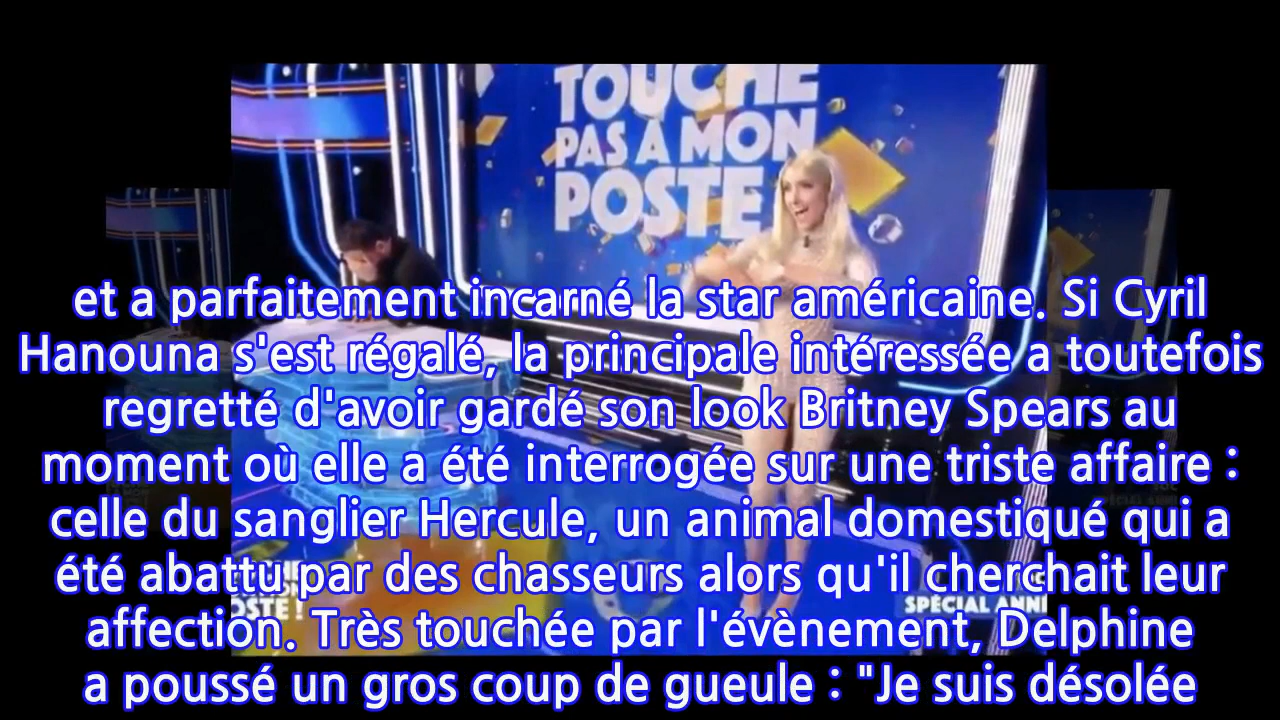 TOUCHE
PAS À MON
POSTE
et a parfaitement incarné la star américaine. Si Cyril
Hanouna s'est régalé, la principale intéressée a toutefois
regretté d'avoir gardé son look Britney Spears au
moment où elle a été interrogée sur une triste affaire :
celle du sanglier Hercule, un animal domestiqué qui a
été abattu par des chasseurs alors qu'il cherchait leur
affection. Très touchée par l'évènement, Delphine
a poussé un gros coup de gueule : "Je suis désolée
OSTE !
SPÉCIAL ANNI